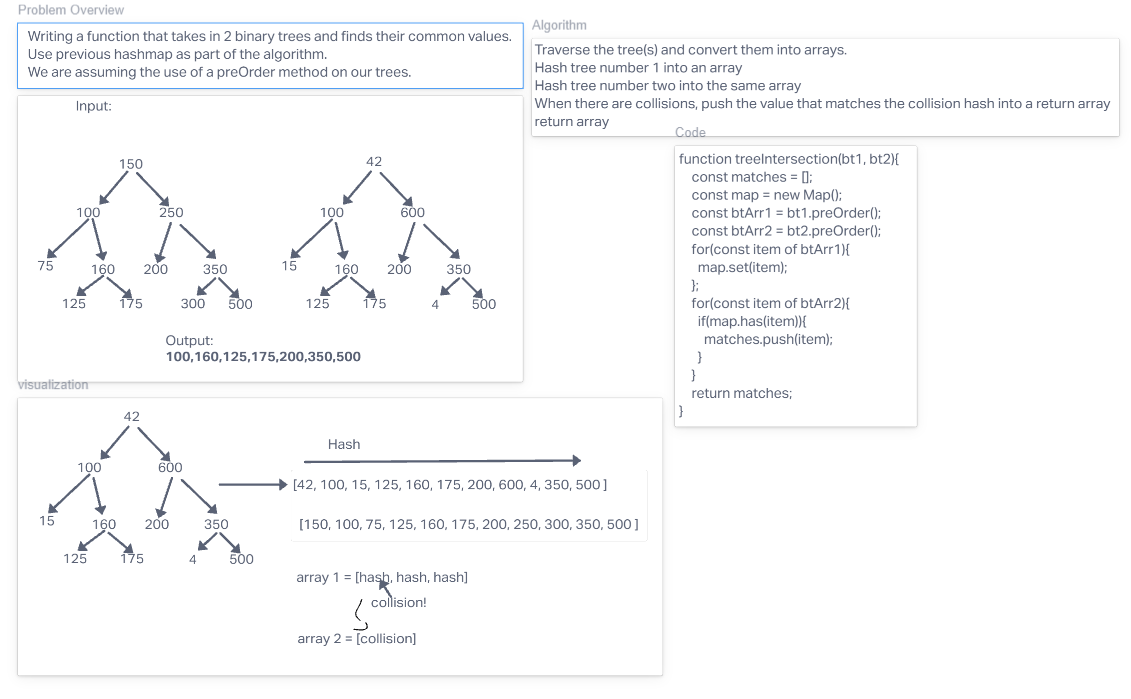 Problem Overview
Writing a function that takes in 2 binary trees and finds their common values.
Use previous hashmap as part of the algorithm.
We are assuming the use of a preOrder method on our trees.
Input:
150
100 250
75 160 200 350
125 175 300 500
42
100 600
15 160 200 350
125 175 4 500
Output:
100,160,125,175,200,350,500
Algorithm
Traverse the tree(s) and convert them into arrays.
Hash tree number 1 into an array
Hash tree number two into the same array
When there are collisions, push the value that matches the collision hash into a return array
return array
Code
function treeIntersection(bt1, bt2){
const matches = [];
const map = new Map();
const btArr1 = bt1.preOrder();
const btArr2 = bt2.preOrder();
for(const item of btArr1){
map.set(item);
};
for(const item of btArr2){
if(map.has(item)){
matches.push(item);
}
}
return matches;
}
visualization
42
100 600
15 160 200 350
125 175 4 500
Hash
[42, 100, 15, 125, 160, 175, 200, 600, 4, 350, 500 ]
[150, 100, 75, 125, 160, 175, 200, 250, 300, 350, 500 ]
array 1 = [hash, hash, hash]
collision!
array 2 = [collision]